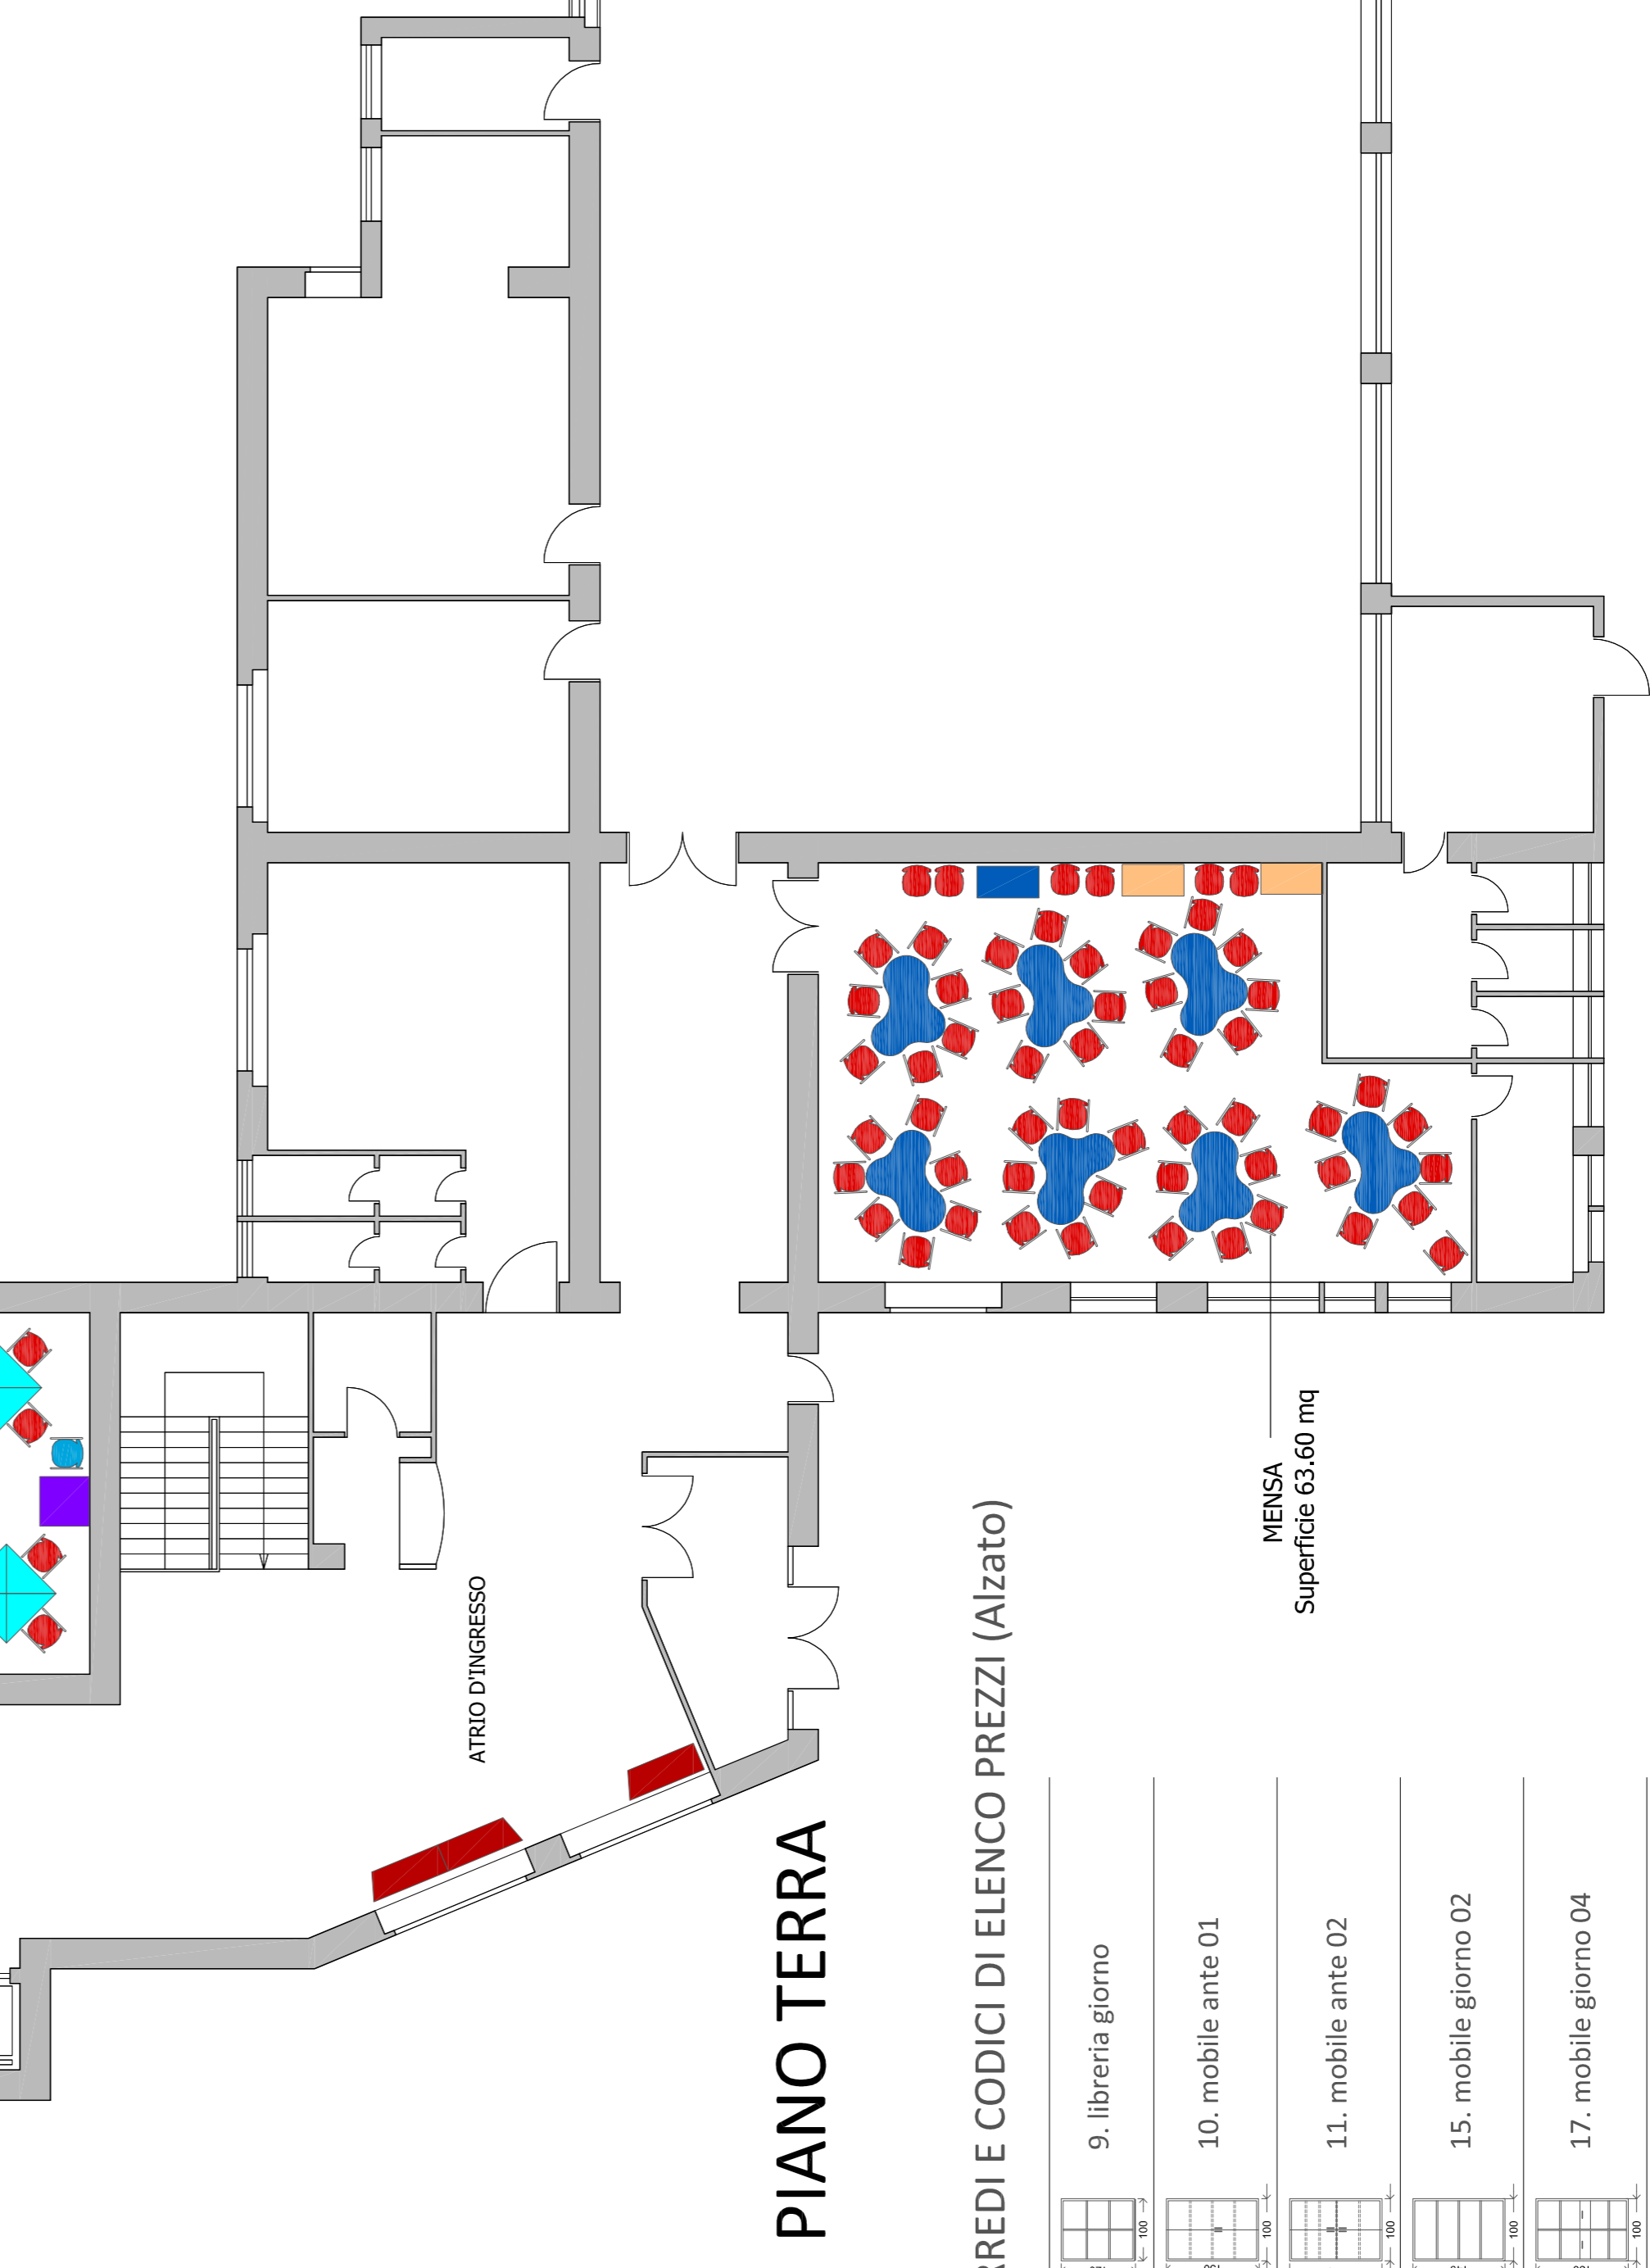 ATRIO D'INGRESSO
PIANO TERRA
MENSA
Superficie 63.60 mq
REDI E CODICI DI ELENCO PREZZI (Alzato)
9. libreria giorno
100
10. mobile ante 01
100
11. mobile ante 02
100
15. mobile giorno 02
100
17. mobile giorno 04
100